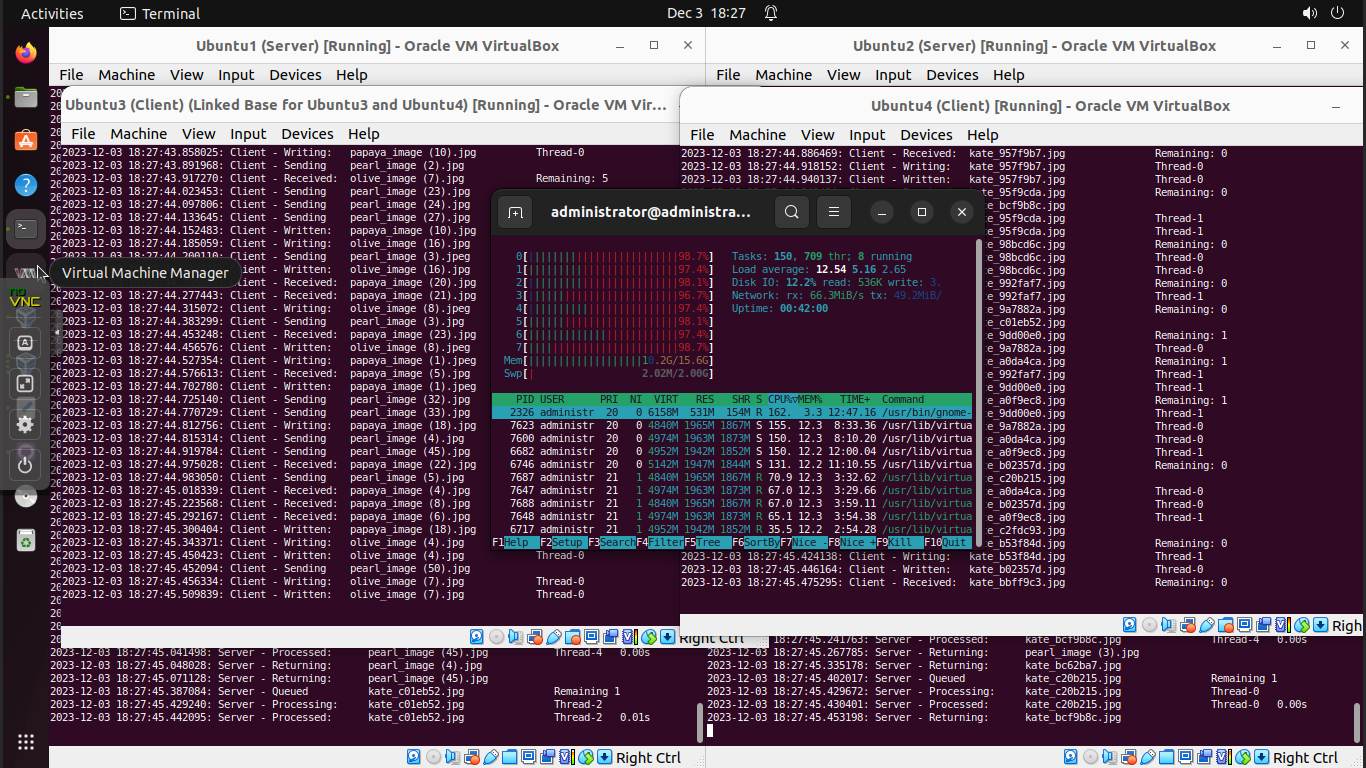 Activities Terminal Dec 3 18:27
Ubuntu1 (Server) [Running] - Oracle VM VirtualBox
File Machine View Input Devices Help
Ubuntu2 (Server) [Running] - Oracle VM VirtualBox
File Machine View Input Devices Help
Ubuntu3 (Client) (Linked Base for Ubuntu3 and Ubuntu4) [Running] - Oracle VM Vir...
File Machine View Input Devices Help
2023-12-03 18:27:43.858025: Client - Writing: papaya_image (10).jpg Thread-0
2023-12-03 18:27:43.891968: Client - Sending pearl_image (2).jpg
2023-12-03 18:27:43.917270: Client - Received: olive_image (7).jpg Remaining: 5
2023-12-03 18:27:44.023453: Client - Sending pearl_image (23).jpg
2023-12-03 18:27:44.097806: Client - Sending pearl_image (24).jpg
2023-12-03 18:27:44.133645: Client - Sending pearl_image (27).jpg
2023-12-03 18:27:44.152483: Client - Written: papaya_image (10).jpg
2023-12-03 18:27:44.185059: Client - Writing: olive_image (16).jpg
2023-12-03 18:27:44.200110: Client - Sending pearl_image (3).jpeg
Written: olive_image (16).jpg
Received: papaya_image (20).jpg
2023-12-03 18:27:44.277443: Client - Received: papaya_image (21).jpg
2023-12-03 18:27:44.315072: Client - Writing: olive_image (8).jpeg
2023-12-03 18:27:44.383299: Client - Sending pearl_image (3).jpg
2023-12-03 18:27:44.453248: Client - Received: papaya_image (23).jpg
2023-12-03 18:27:44.456576: Client - Written: olive_image (8).jpeg
2023-12-03 18:27:44.527354: Client - Writing: papaya_image (1).jpeg
2023-12-03 18:27:44.576613: Client - Received: papaya_image (5).jpg
2023-12-03 18:27:44.702780: Client - Written: papaya_image (1).jpeg
2023-12-03 18:27:44.725140: Client - Sending pearl_image (32).jpg
2023-12-03 18:27:44.770729: Client - Sending pearl_image (33).jpg
2023-12-03 18:27:44.812756: Client - Writing: papaya_image (18).jpg
2023-12-03 18:27:44.815314: Client - Sending pearl_image (4).jpg
2023-12-03 18:27:44.919784: Client - Sending pearl_image (45).jpg
2023-12-03 18:27:44.975028: Client - Received: papaya_image (22).jpg
2023-12-03 18:27:44.983050: Client - Sending pearl_image (5).jpg
2023-12-03 18:27:45.018339: Client - Received: papaya_image (4).jpg
2023-12-03 18:27:45.223568: Client - Received: papaya_image (8).jpg
2023-12-03 18:27:45.292167: Client - Received: papaya_image (6).jpg
2023-12-03 18:27:45.300404: Client - Written: papaya_image (18).jpg
2023-12-03 18:27:45.343371: Client - Writing: olive_image (4).jpg
2023-12-03 18:27:45.450423: Client - Written: olive_image (4).jpg Thread-0
2023-12-03 18:27:45.452094: Client - Sending pearl_image (50).jpg
2023-12-03 18:27:45.456334: Client - Writing: olive_image (7).jpg Thread-0
2023-12-03 18:27:45.509839: Client - Written: olive_image (7).jpg Thread-0
Virtual Machine Manager
no
VNC
Right Ctrl
Ubuntu4 (Client) [Running] - Oracle VM VirtualBox
File Machine View Input Devices Help
2023-12-03 18:27:44.886469: Client - Received: kate_957f9b7.jpg Remaining: 0
2023-12-03 18:27:44.918152: Client - Writing: kate_957f9b7.jpg Thread-0
2023-12-03 18:27:44.940137: Client - Written: kate_957f9b7.jpg Thread-0
e_95f9cda.jpg Remaining: 0
e_bcf9b8c.jpg
e_95f9cda.jpg Thread-1
e_95f9cda.jpg Thread-1
e_98bcd6c.jpg Remaining: 0
e_98bcd6c.jpg Thread-0
e_98bcd6c.jpg Thread-0
e_992faf7.jpg Remaining: 0
e_992faf7.jpg Thread-1
e_9a7882a.jpg Remaining: 0
e_c01eb52.jpg
e_9dd00e0.jpg Remaining: 1
e_9a7882a.jpg Thread-0
e_a0da4ca.jpg Remaining: 1
e_992faf7.jpg Thread-1
e_9dd00e0.jpg Thread-1
e_a0f9ec8.jpg Remaining: 1
e_9dd00e0.jpg Thread-1
e_9a7882a.jpg Thread-0
e_a0da4ca.jpg Thread-0
e_a0f9ec8.jpg Thread-1
e_b02357d.jpg Remaining: 0
e_c20b215.jpg
e_a0da4ca.jpg Thread-0
e_b02357d.jpg Thread-0
e_a0f9ec8.jpg Thread-1
e_c2fdc93.jpg
e_b53f84d.jpg Remaining: 0
2023-12-03 18:27:45.424138: Client - Writing: kate_b53f84d.jpg Thread-1
2023-12-03 18:27:45.446164: Client - Written: kate_b02357d.jpg Thread-0
2023-12-03 18:27:45.475295: Client - Received: kate_bbff9c3.jpg Remaining: 0
Righ
administrator@administra...
0[98.7%] Tasks: 150, 709 thr; 8 running
1[97.4%] Load average: 12.54 5.16 2.65
2[98.1%] Disk IO: 12.2% read: 536K write: 3.
3[96.7%] Network: rx: 66.3MiB/s tx: 49.2MiB/
4[97.4%] Uptime: 00:42:00
5[98.1%]
6[97.4%]
7[98.7%]
Mem[10.2G/15.6G]
Swp[2.02M/2.00G]
PID USER PRI NI VIRT RES SHR S CPU%▽MEM% TIME+ Command
2326 administr 20 0 6158M 531M 154M R 162. 3.3 12:47.16 /usr/bin/gnome-
7623 administr 20 0 4840M 1965M 1867M S 155. 12.3 8:33.36 /usr/lib/virtua
7600 administr 20 0 4974M 1963M 1873M S 150. 12.3 8:10.20 /usr/lib/virtua
6682 administr 20 0 4952M 1942M 1852M S 150. 12.2 12:00.04 /usr/lib/virtua
6746 administr 20 0 5142M 1947M 1844M S 131. 12.2 11:10.55 /usr/lib/virtua
7687 administr 21 1 4840M 1965M 1867M R 70.9 12.3 3:32.62 /usr/lib/virtua
7647 administr 21 1 4974M 1963M 1873M R 67.0 12.3 3:29.66 /usr/lib/virtua
7688 administr 21 1 4840M 1965M 1867M R 67.0 12.3 3:59.11 /usr/lib/virtua
7648 administr 21 1 4974M 1963M 1873M R 65.1 12.3 3:54.38 /usr/lib/virtua
6717 administr 21 1 4952M 1942M 1852M R 35.5 12.2 2:54.28 /usr/lib/virtua
F1Help F2Setup F3SearchF4FilterF5Tree F6SortByF7Nice -F8Nice +F9Kill F10Quit
2023-12-03 18:27:45.041498: Server - Processed: pearl_image (45).jpg Thread-4 0.00s
2023-12-03 18:27:45.048028: Server - Returning: pearl_image (4).jpg
2023-12-03 18:27:45.071128: Server - Returning: pearl_image (45).jpg
2023-12-03 18:27:45.387084: Server - Queued kate_c01eb52.jpg Remaining 1
2023-12-03 18:27:45.429240: Server - Processing: kate_c01eb52.jpg Thread-2
2023-12-03 18:27:45.442095: Server - Processed: kate_c01eb52.jpg Thread-2 0.01s
Right Ctrl
18:27:45.241763: Server - Processed: kate_bcf9b8c.jpg Thread-4 0.00s
2023-12-03 18:27:45.267785: Server - Returning: pearl_image (3).jpg
2023-12-03 18:27:45.335178: Server - Returning: kate_bc62ba7.jpg
2023-12-03 18:27:45.402017: Server - Queued kate_c20b215.jpg Remaining 1
2023-12-03 18:27:45.429672: Server - Processing: kate_c20b215.jpg Thread-0
2023-12-03 18:27:45.430401: Server - Processed: kate_c20b215.jpg Thread-0 0.00s
2023-12-03 18:27:45.453198: Server - Returning: kate_bcf9b8c.jpg
Right Ctrl